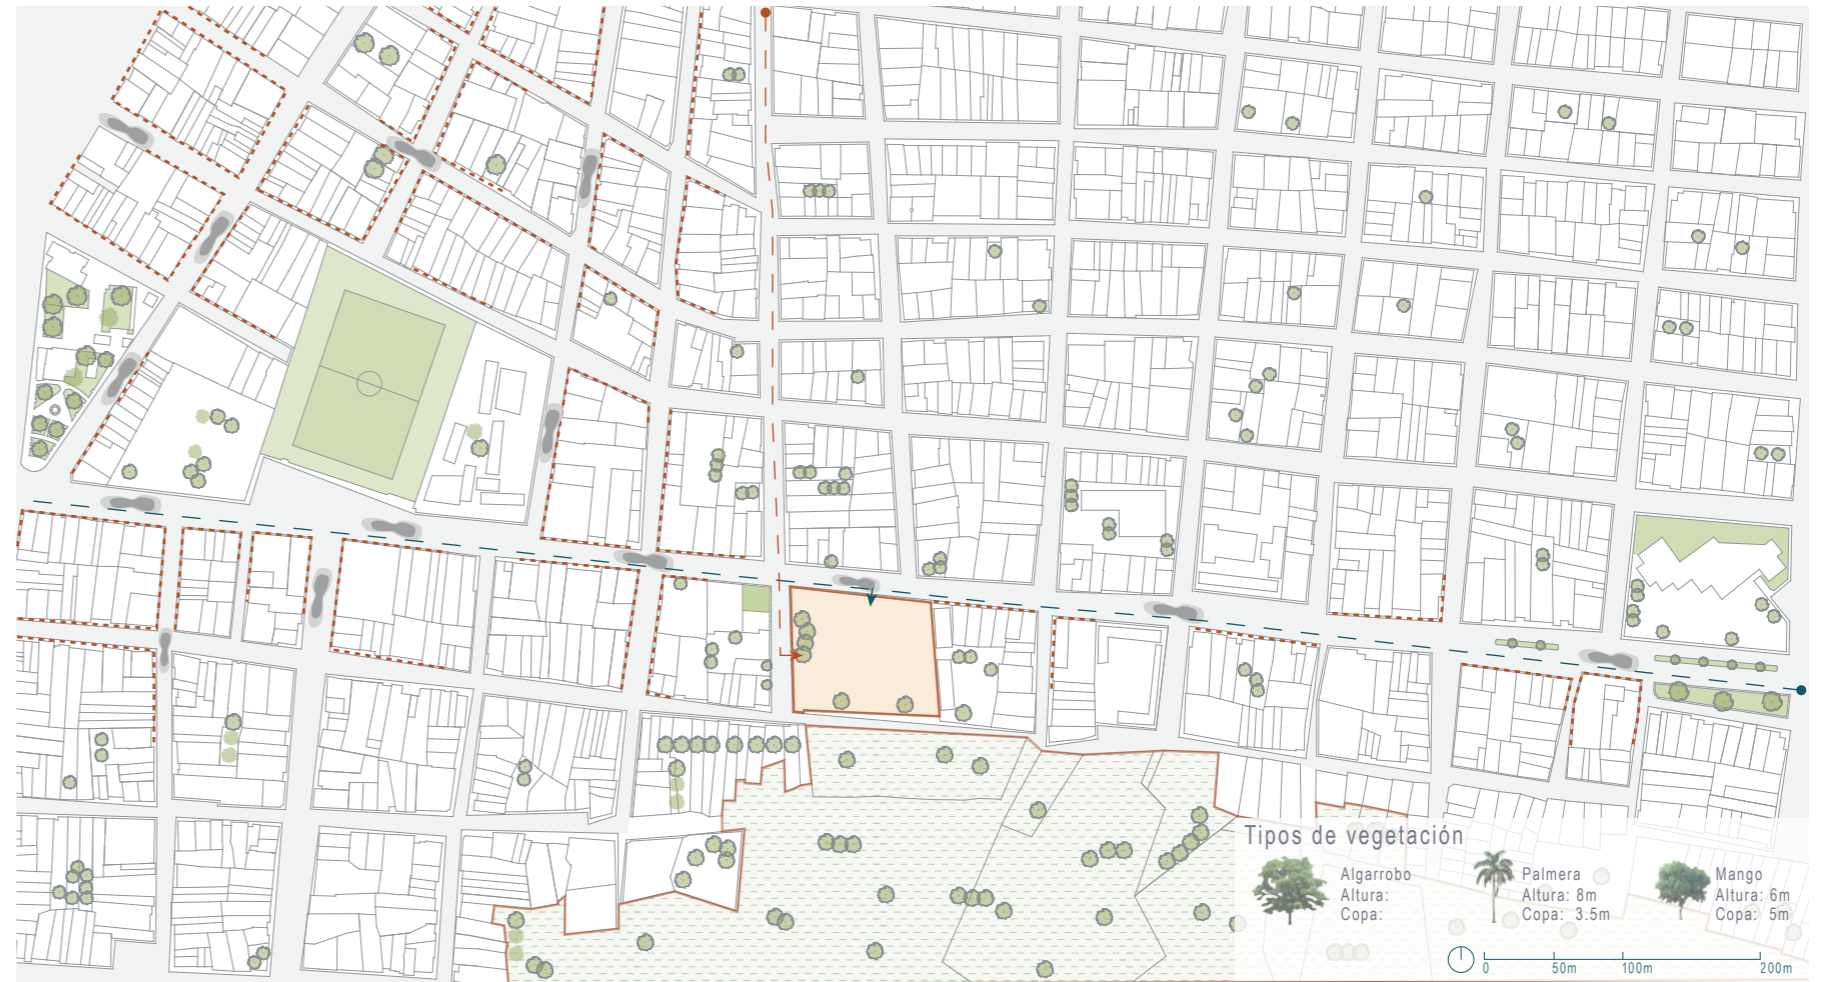 Tipos de vegetación
Algarrobo
Altura:
Copa:
Palmera
Altura: 8m
Copa: 3.5m
Mango
Altura: 6m
Copa: 5m
0 50m 100m 200m